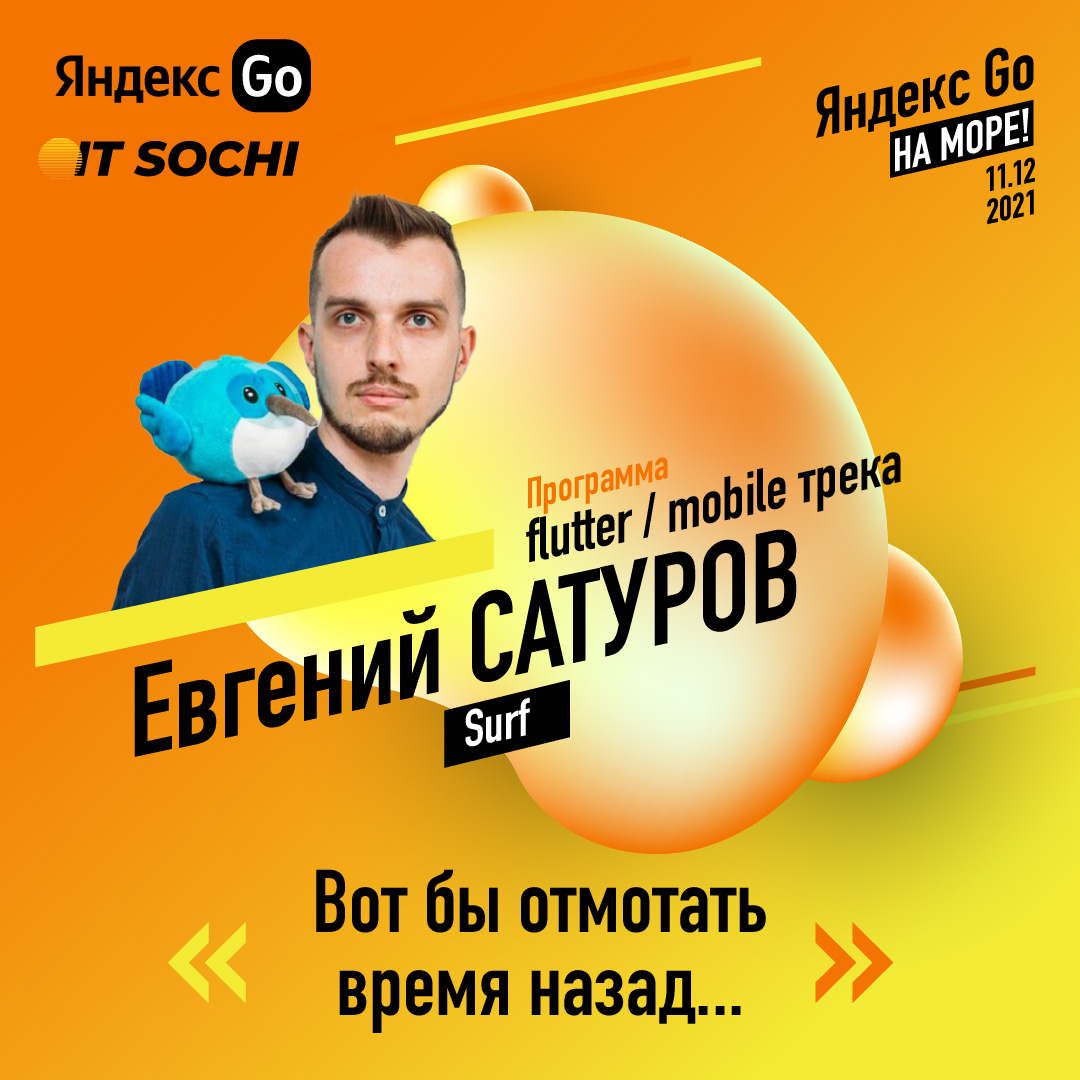 Яндекс Go
IT SOCHI
Яндекс Go
НА МОРЕ!
11.12
2021
Программа
flutter / mobile трека
Евгений САТУРОВ
Surf
« Вот бы отмотать
время назад... »